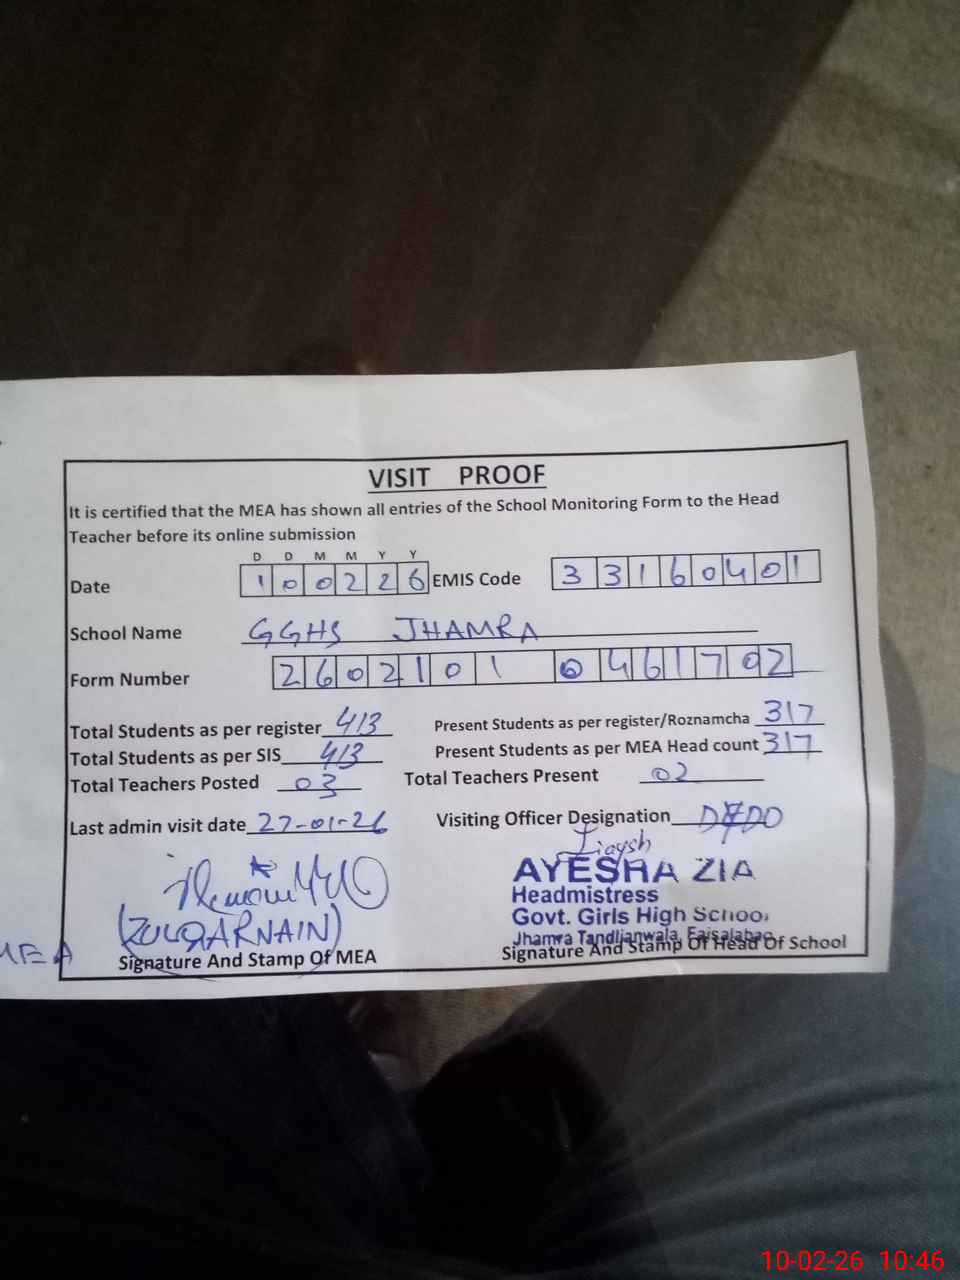 VISIT PROOF
It is certified that the MEA has shown all entries of the School Monitoring Form to the Head
Teacher before its online submission
D D M M Y Y
Date 1 0 0 2 2 6 EMIS Code 3 3 1 6 0 4 0 1
School Name GGHS JHAMRA
Form Number 2 6 0 2 1 0 1 0 4 6 1 7 0 2
Total Students as per register 413 Present Students as per register/Roznamcha 317
Total Students as per SIS 413 Present Students as per MEA Head count 317
Total Teachers Posted 03 Total Teachers Present 02
Last admin visit date 27-01-26 Visiting Officer Designation
AYESHA ZIA
Headmistress
Govt. Girls High School
(ZULQARNAIN) Jhamra Tandlianwala, Faisalabad
MEA Signature And Stamp Of MEA Signature And Stamp Of Head Of School
10-02-26 10:46